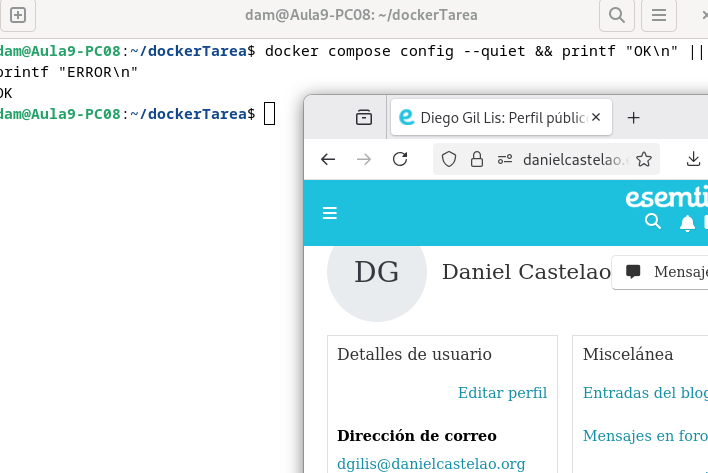 dam@Aula9-PC08: ~/dockerTarea
dam@Aula9-PC08:~/dockerTarea$ docker compose config --quiet && printf "OK\n" ||
printf "ERROR\n"
OK
dam@Aula9-PC08:~/dockerTarea$
Diego Gil Lis: Perfil públic
danielcastelao.
esemti
DG
Daniel Castelao
Mensaje
Detalles de usuario
Miscelánea
Editar perfil
Entradas del blog
Dirección de correo
Mensajes en foro
dgilis@danielcastelao.org